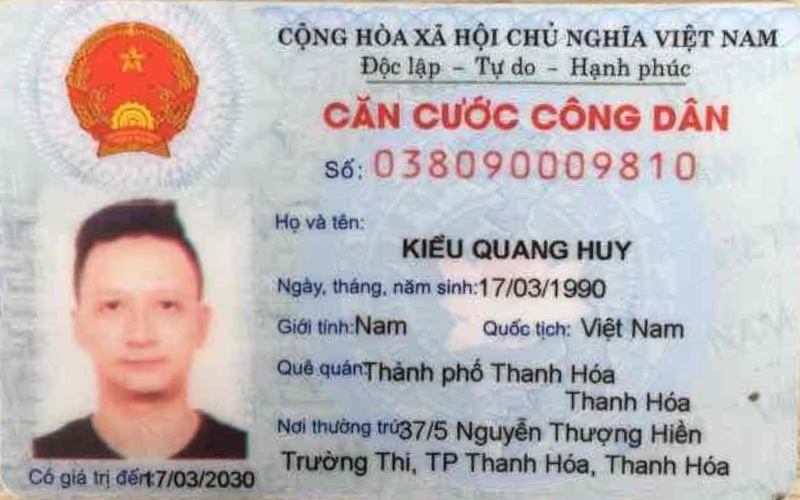 CỘNG HÒA XÃ HỘI CHỦ NGHĨA VIỆT NAM
Độc lập - Tự do - Hạnh phúc
CĂN CƯỚC CÔNG DÂN
Số: 038090009810
Họ và tên:
KIỀU QUANG HUY
Ngày, tháng, năm sinh:17/03/1990
Giới tính:Nam Quốc tịch: Việt Nam
Quê quán Thành phố Thanh Hóa
Thanh Hóa
Nơi thường trú 37/5 Nguyễn Thượng Hiền
Trường Thi, TP Thanh Hóa, Thanh Hóa
Có giá trị đến 17/03/2030